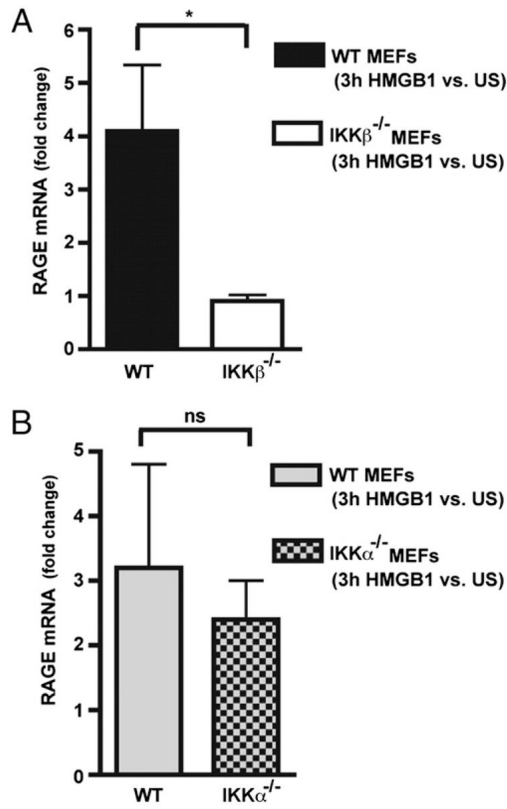 A
*
WT MEFs
(3h HMGB1 vs. US)
IKKβ-/- MEFs
(3h HMGB1 vs. US)
RAGE mRNA (fold change)
6
5
4
3
2
1
0
WT
IKKβ-/-
B
ns
WT MEFs
(3h HMGB1 vs. US)
IKKα-/- MEFs
(3h HMGB1 vs. US)
RAGE mRNA (fold change)
5
4
3
2
1
0
WT
IKKα-/-